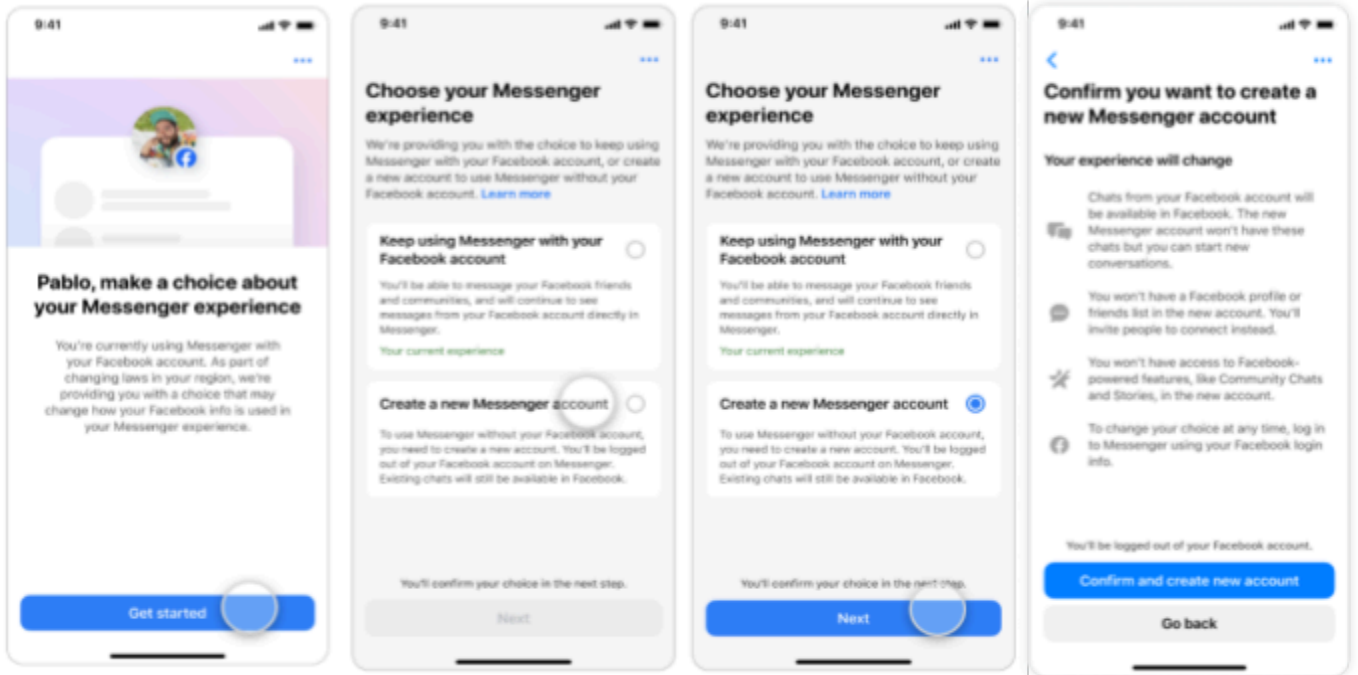 9:41
Pablo, make a choice about
your Messenger experience
You're currently using Messenger with
your Facebook account. As part of
changing laws in your region, we're
providing you with a choice that may
change how your Facebook info is used in
your Messenger experience.
Get started
9:41
Choose your Messenger
experience
We're providing you with the choice to keep using
Messenger with your Facebook account, or create
a new account to use Messenger without your
Facebook account. Learn more
Keep using Messenger with your
Facebook account
You'll be able to message your Facebook friends
and communities, and will continue to see
messages from your Facebook account directly in
Messenger.
Your current experience
Create a new Messenger account
To use Messenger without your Facebook account,
you need to create a new account. You'll be logged
out of your Facebook account on Messenger.
Existing chats will still be available in Facebook.
You'll confirm your choice in the next step.
Next
9:41
Choose your Messenger
experience
We're providing you with the choice to keep using
Messenger with your Facebook account, or create
a new account to use Messenger without your
Facebook account. Learn more
Keep using Messenger with your
Facebook account
You'll be able to message your Facebook friends
and communities, and will continue to see
messages from your Facebook account directly in
Messenger.
Your current experience
Create a new Messenger account
To use Messenger without your Facebook account,
you need to create a new account. You'll be logged
out of your Facebook account on Messenger.
Existing chats will still be available in Facebook.
You'll confirm your choice in the next step.
Next
9:41
Confirm you want to create a
new Messenger account
Your experience will change
Chats from your Facebook account will
be available in Facebook. The new
Messenger account won't have these
chats but you can start new
conversations.
You won't have a Facebook profile or
friends list in the new account. You'll
invite people to connect instead.
You won't have access to Facebook-
powered features, like Community Chats
and Stories, in the new account.
To change your choice at any time, log in
to Messenger using your Facebook login
info.
You'll be logged out of your Facebook account.
Confirm and create new account
Go back